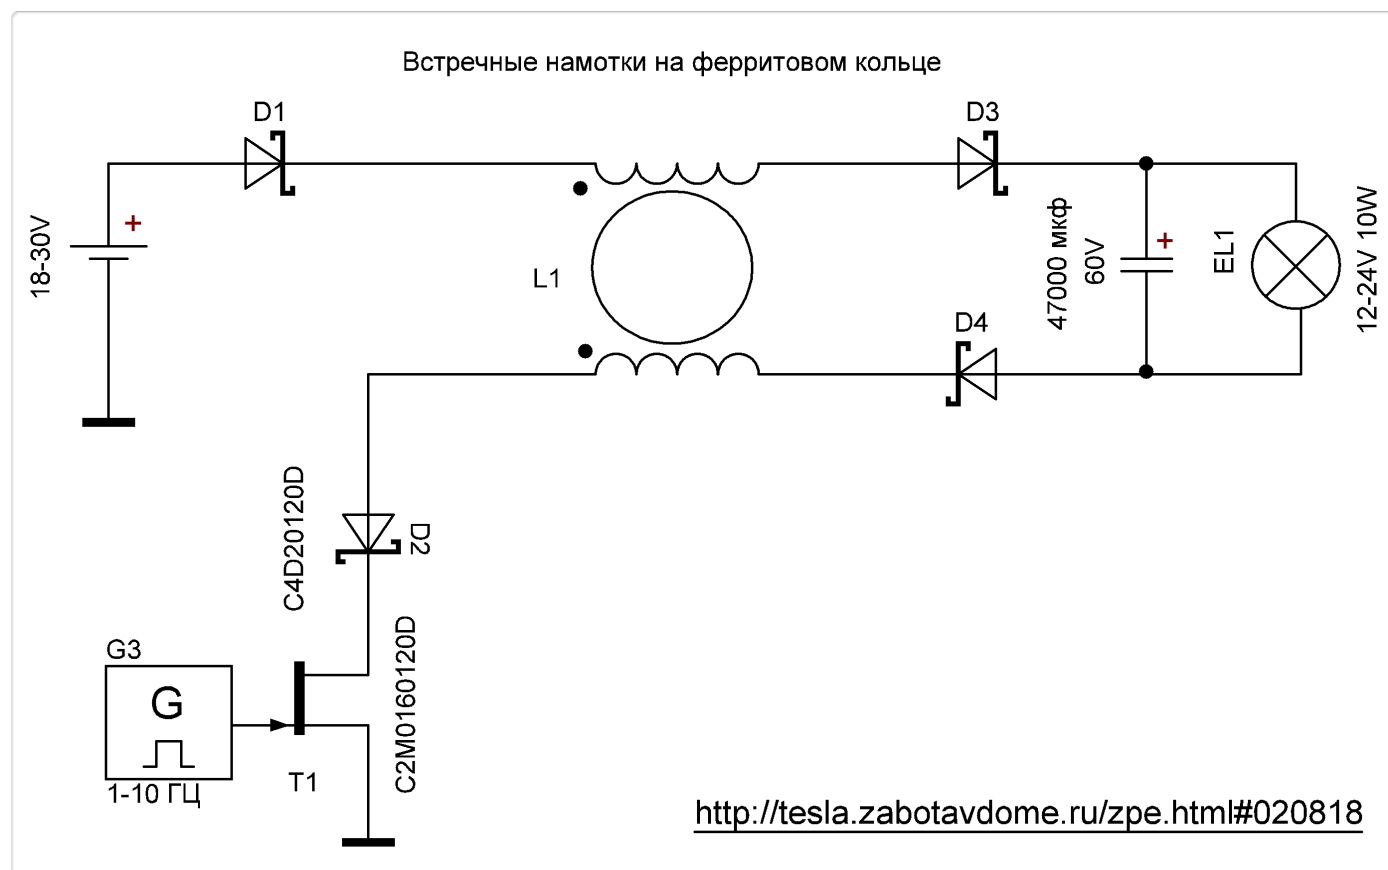 Встречные намотки на ферритовом кольце
D1
D3
18-30V
+
L1
47000 мкф
60V
+
EL1
12-24V 10W
D4
C4D20120D
D2
G3
G
1-10 ГЦ
T1
C2M0160120D
http://tesla.zabotavdome.ru/zpe.html#020818